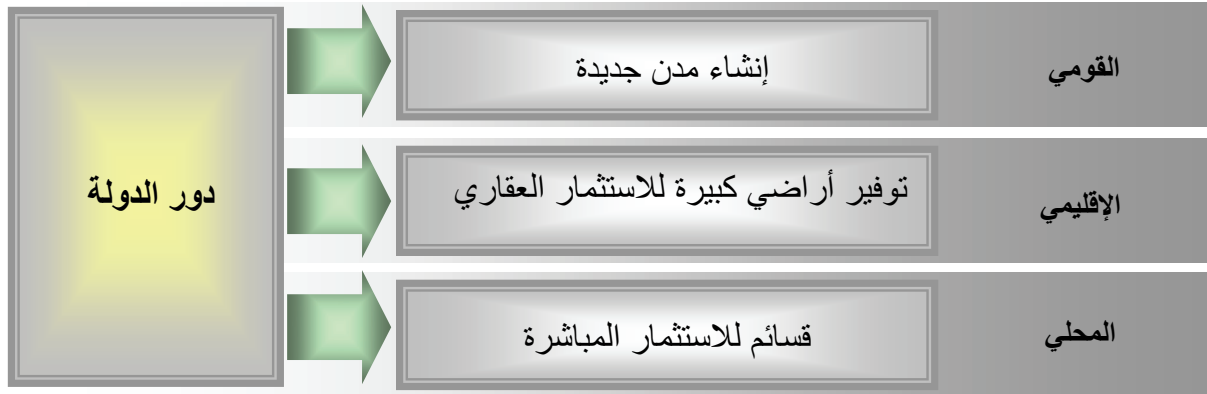 القومي
إنشاء مدن جديدة
الإقليمي
توفير أراضي كبيرة للاستثمار العقاري
دور الدولة
المحلي
قسائم للاستثمار المباشرة